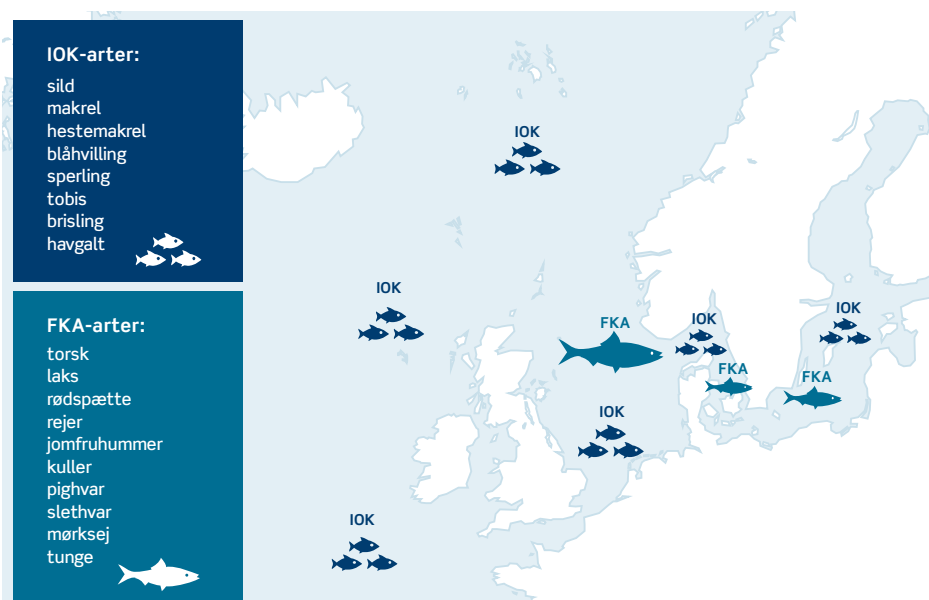 IOK-arter:
sild
makrel
hestemakrel
blåhvilling
sperling
tobis
brisling
havgalt
FKA-arter:
torsk
laks
rødspætte
rejer
jomfruhummer
kuller
pighvar
slethvar
mørksej
tunge
IOK
IOK
IOK
FKA
IOK
FKA
FKA
IOK
IOK